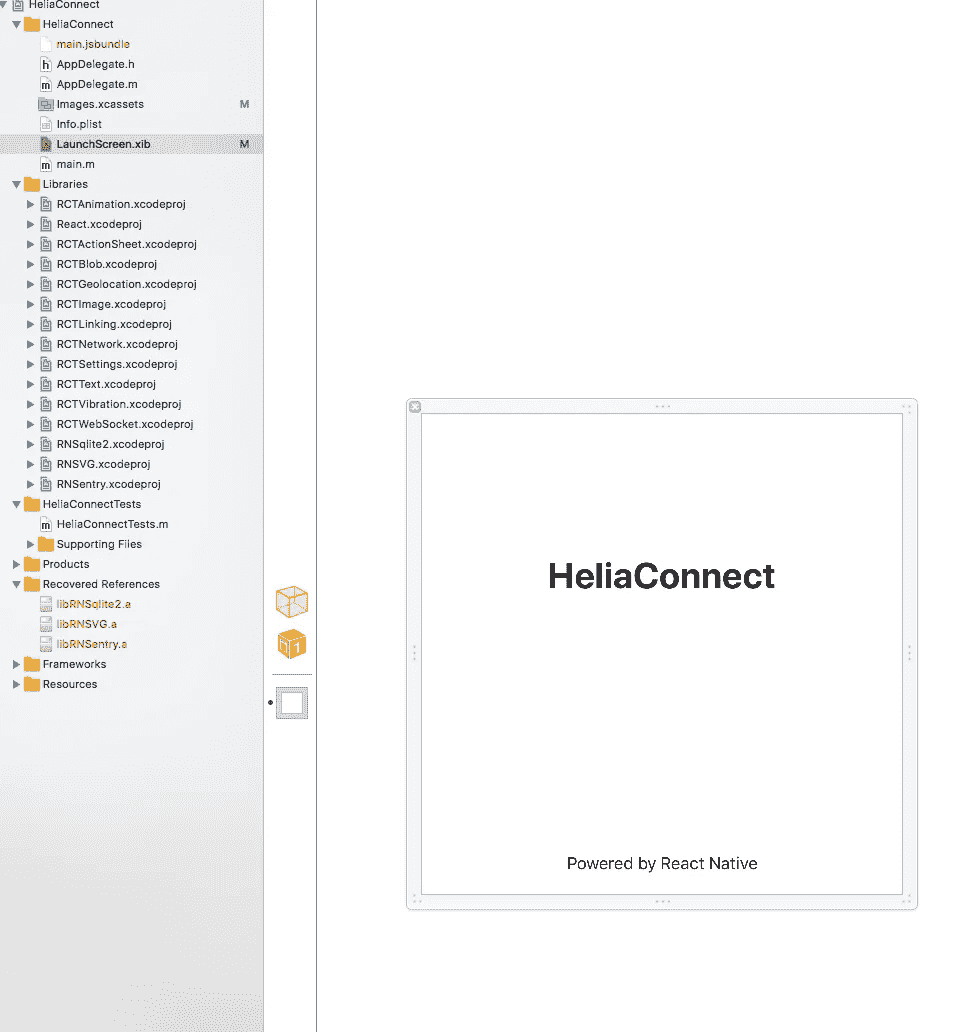 HeliaConnect
HeliaConnect
main.jsbundle
h AppDelegate.h
m AppDelegate.m
Images.xcassets M
Info.plist
LaunchScreen.xib M
m main.m
Libraries
RCTAnimation.xcodeproj
React.xcodeproj
RCTActionSheet.xcodeproj
RCTBlob.xcodeproj
RCTGeolocation.xcodeproj
RCTImage.xcodeproj
RCTLinking.xcodeproj
RCTNetwork.xcodeproj
RCTSettings.xcodeproj
RCTText.xcodeproj
RCTVibration.xcodeproj
RCTWebSocket.xcodeproj
RNSqlite2.xcodeproj
RNSVG.xcodeproj
RNSentry.xcodeproj
HeliaConnectTests
m HeliaConnectTests.m
Supporting Files
Products
Recovered References
libRNSqlite2.a
libRNSVG.a
libRNSentry.a
Frameworks
Resources
HeliaConnect
Powered by React Native